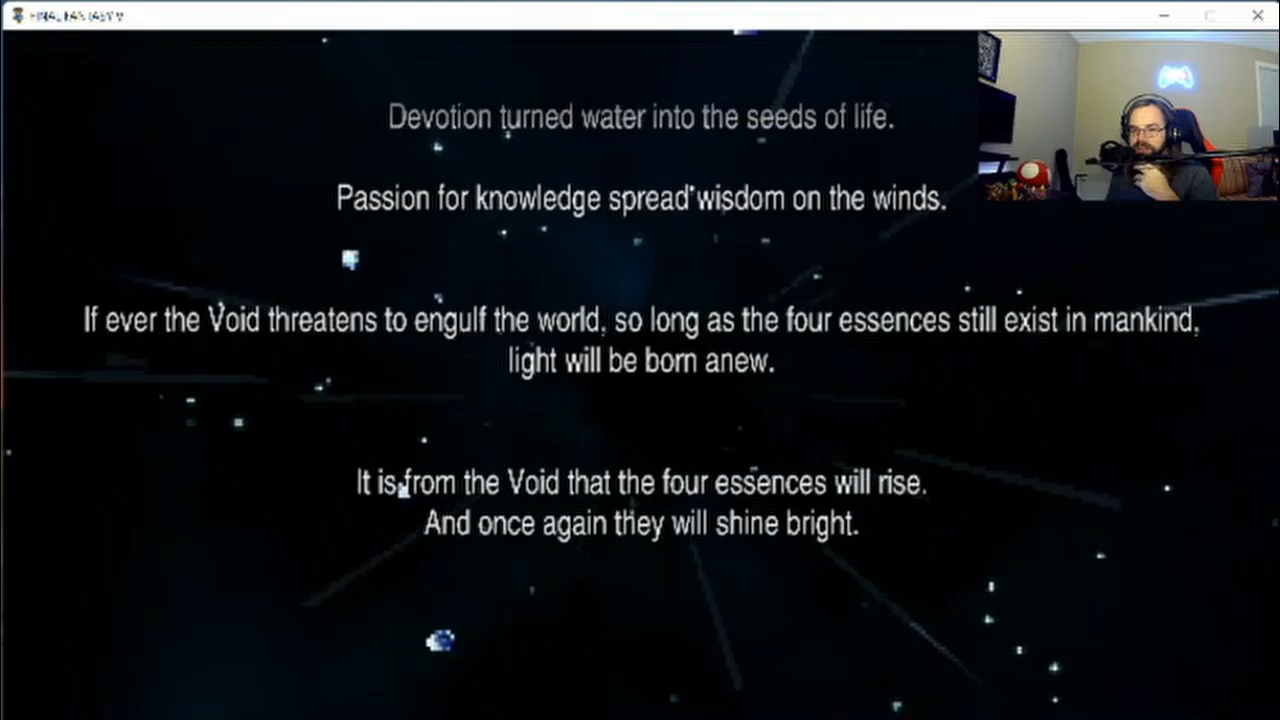 FINAL FANTASY V
Devotion turned water into the seeds of life.
Passion for knowledge spread wisdom on the winds.
If ever the Void threatens to engulf the world, so long as the four essences still exist in mankind,
light will be born anew.
It is from the Void that the four essences will rise.
And once again they will shine bright.